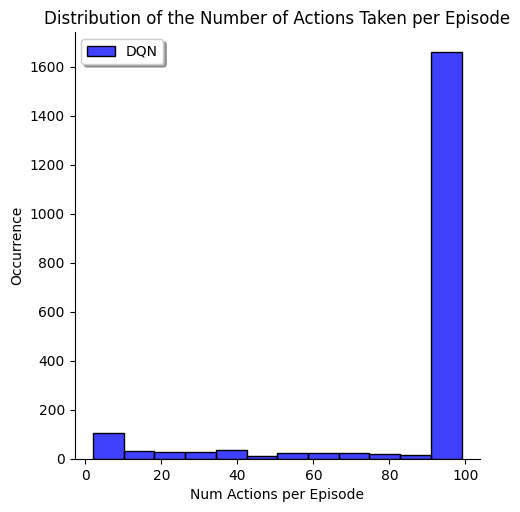 Distribution of the Number of Actions Taken per Episode
DQN
1600
1400
1200
1000
800
600
400
200
0
Occurrence
0 20 40 60 80 100
Num Actions per Episode